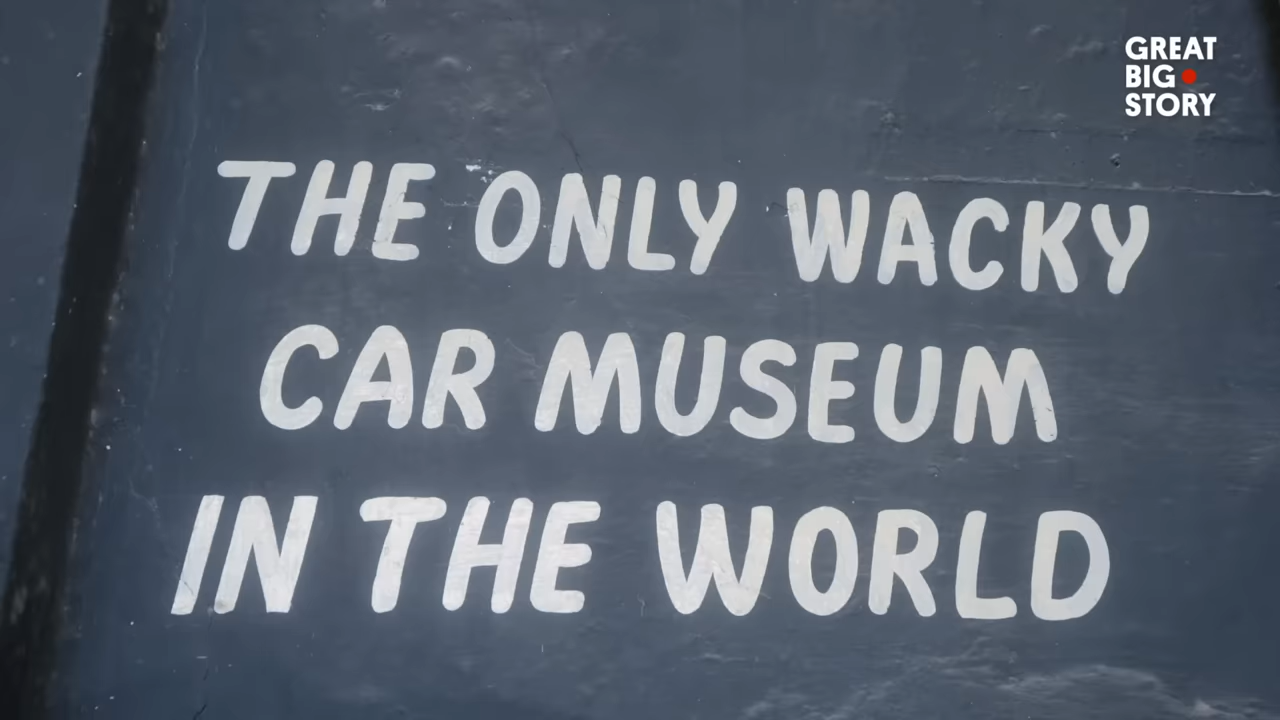 GREAT
BIG
STORY
THE ONLY WACKY
CAR MUSEUM
IN THE WORLD